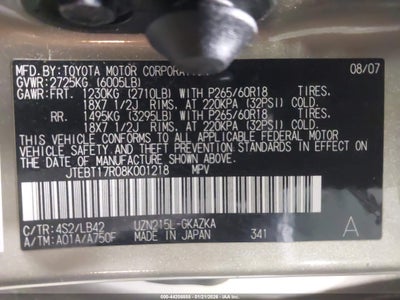 MFD.BY:TOYOTA MOTOR CORPORATION 08/07
GVWR:2725KG (6005LB)
GAWR:FRT. 1230KG (2710LB) WITH P265/60R18 TIRES.
18X7 1/2J RIMS. AT 220KPA (32PSI) COLD.
RR. 1495KG (3295LB) WITH P265/60R18 TIRES.
18X7 1/2J RIMS. AT 220KPA (32PSI) COLD.
THIS VEHICLE CONFORMS TO ALL APPLICABLE
FEDERAL MOTOR VEHICLE SAFETY STANDARDS IN
EFFECT ON THE DATE OF MANUFACTURE SHOWN ABOVE.
JTEBT17R08K001218 MPV
C/TR:4S2/LB42 UZN215L-GKAZKA A
A/TM:A01A/A750F MADE IN JAPAN 341